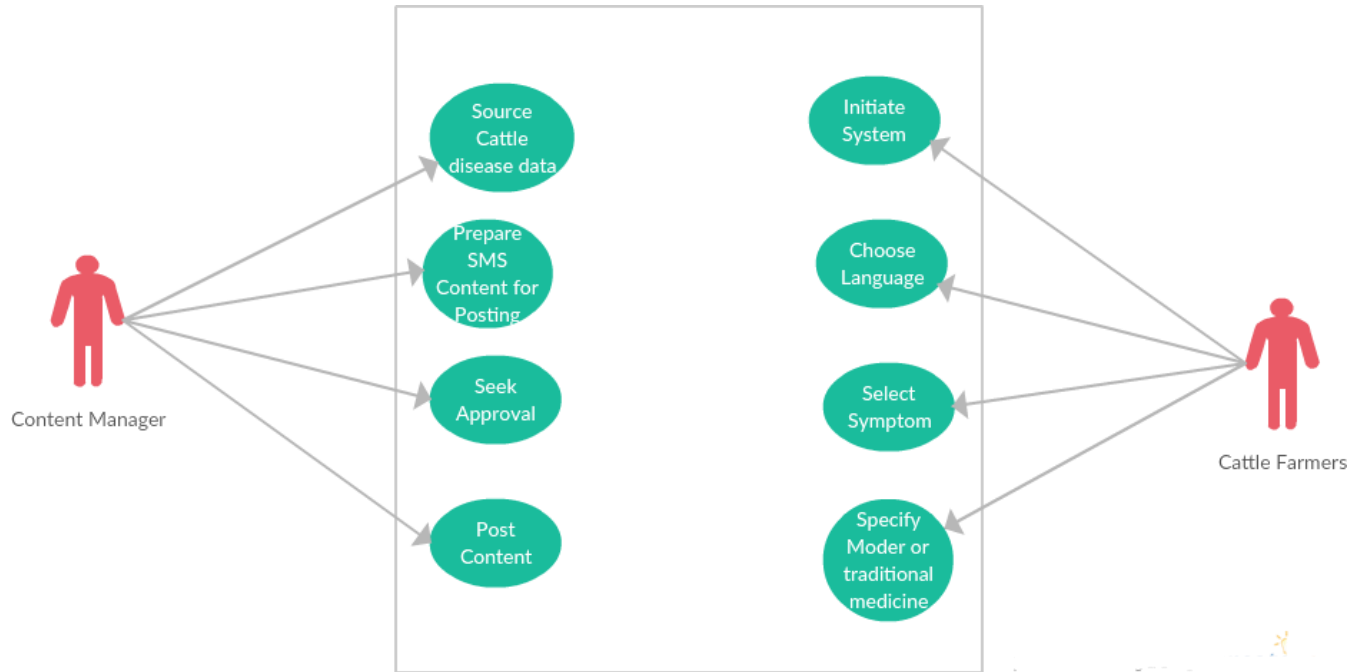 Source
Cattle
disease data
Prepare
SMS
Content for
Posting
Seek
Approval
Post
Content
Content Manager
Initiate
System
Choose
Language
Select
Symptom
Specify
Moder or
traditional
medicine
Cattle Farmers